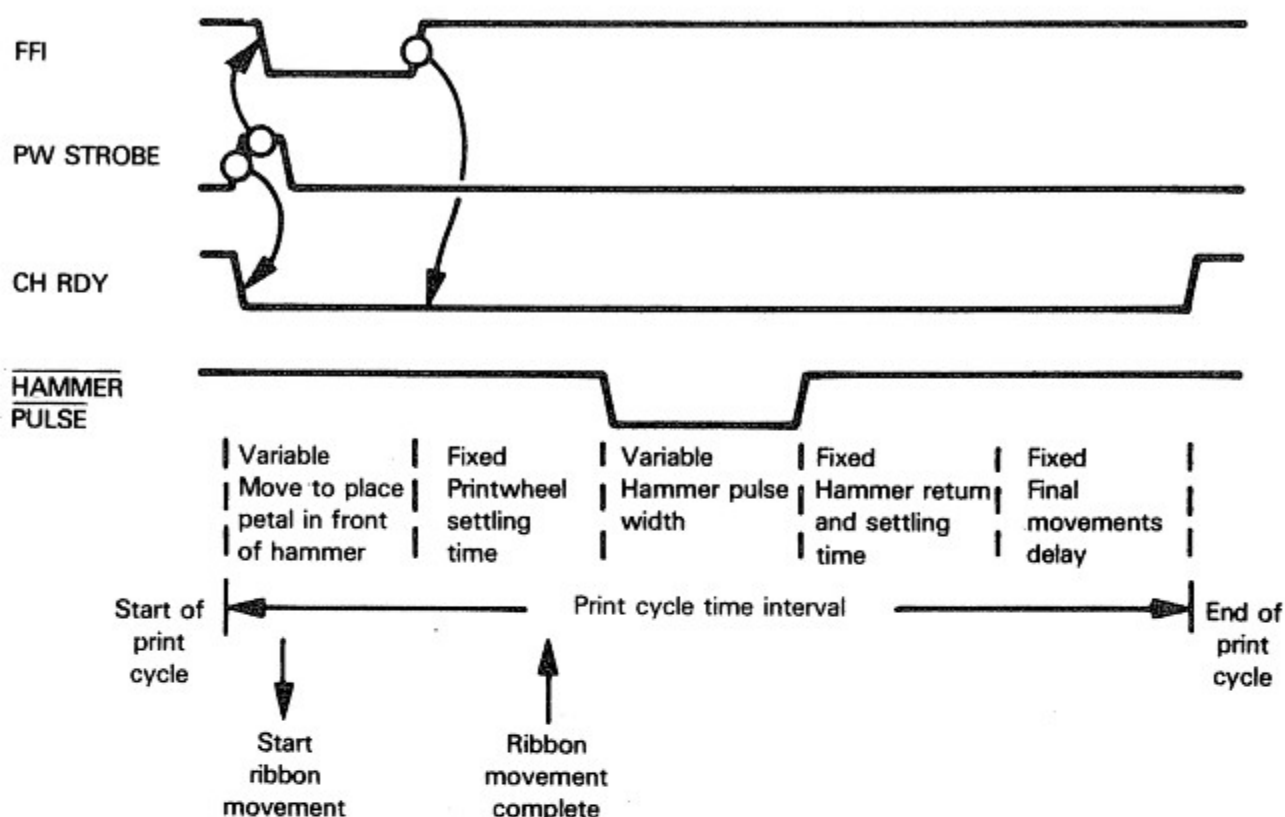 FFI
PW STROBE
CH RDY
HAMMER
PULSE
Variable
Move to place
petal in front
of hammer
Fixed
Printwheel
settling
time
Variable
Hammer pulse
width
Fixed
Hammer return
and settling
time
Fixed
Final
movements
delay
Start of
print
cycle
Print cycle time interval
End of
print
cycle
Start
ribbon
movement
Ribbon
movement
complete